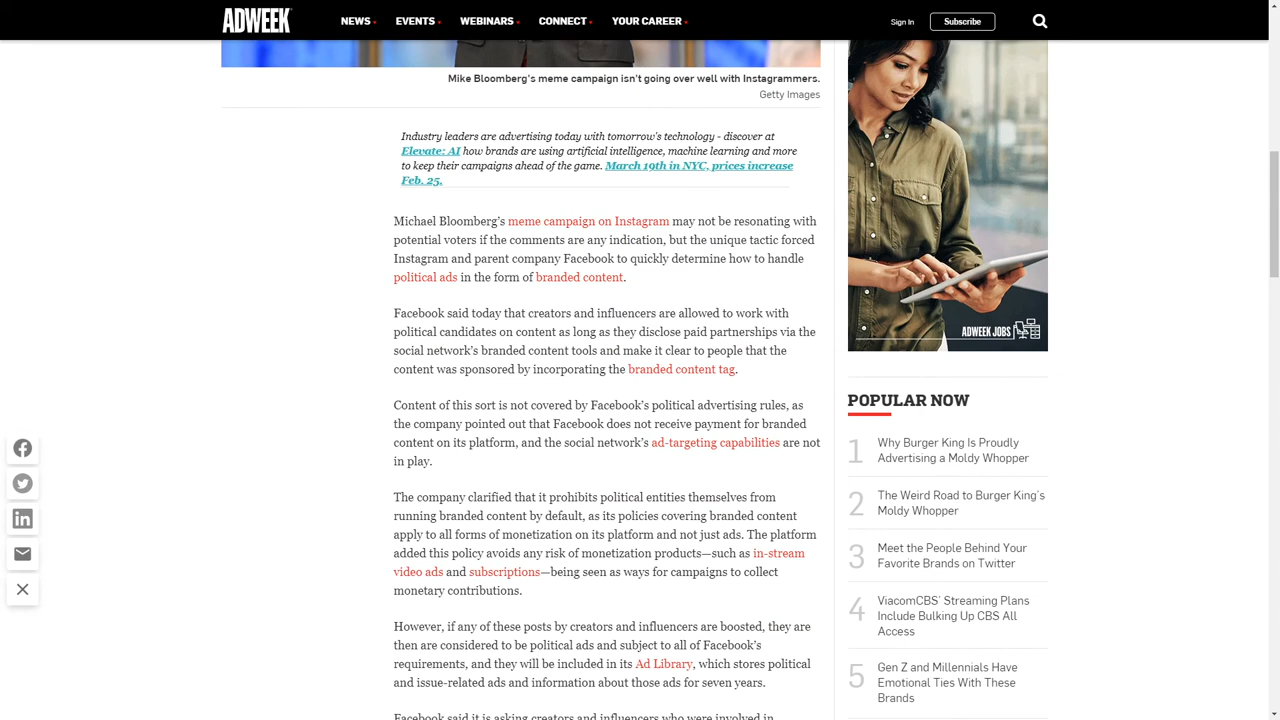 ADWEEK
NEWS
EVENTS
WEBINARS
CONNECT
YOUR CAREER
Sign In
Subscribe
Mike Bloomberg's meme campaign isn't going over well with Instagrammers.
Getty Images
Industry leaders are advertising today with tomorrow's technology - discover at
Elevate: AI how brands are using artificial intelligence, machine learning and more
to keep their campaigns ahead of the game. March 19th in NYC, prices increase
Feb. 25.
Michael Bloomberg's meme campaign on Instagram may not be resonating with
potential voters if the comments are any indication, but the unique tactic forced
Instagram and parent company Facebook to quickly determine how to handle
political ads in the form of branded content.
Facebook said today that creators and influencers are allowed to work with
political candidates on content as long as they disclose paid partnerships via the
social network's branded content tools and make it clear to people that the
content was sponsored by incorporating the branded content tag.
Content of this sort is not covered by Facebook's political advertising rules, as
the company pointed out that Facebook does not receive payment for branded
content on its platform, and the social network's ad-targeting capabilities are not
in play.
The company clarified that it prohibits political entities themselves from
running branded content by default, as its policies covering branded content
apply to all forms of monetization on its platform and not just ads. The platform
added this policy avoids any risk of monetization products—such as in-stream
video ads and subscriptions—being seen as ways for campaigns to collect
monetary contributions.
However, if any of these posts by creators and influencers are boosted, they are
then considered to be political ads and subject to all of Facebook's
requirements, and they will be included in its Ad Library, which stores political
and issue-related ads and information about those ads for seven years.
Facebook said it is asking creators and influencers who were involved in
ADWEEK JOBS
POPULAR NOW
1 Why Burger King Is Proudly
Advertising a Moldy Whopper
2 The Weird Road to Burger King's
Moldy Whopper
3 Meet the People Behind Your
Favorite Brands on Twitter
4 ViacomCBS' Streaming Plans
Include Bulking Up CBS All
Access
5 Gen Z and Millennials Have
Emotional Ties With These
Brands